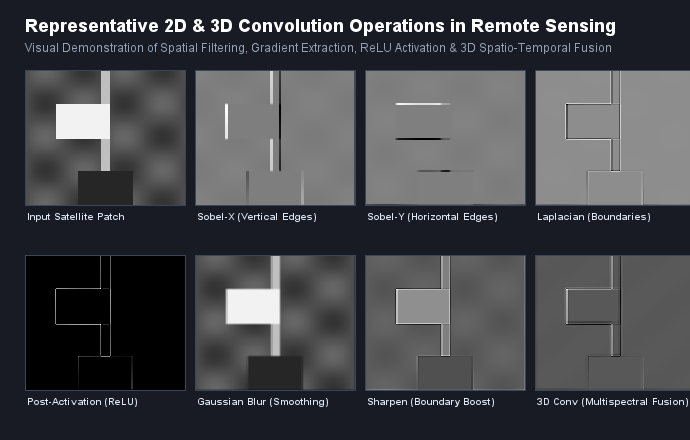 Representative 2D & 3D Convolution Operations in Remote Sensing
Visual Demonstration of Spatial Filtering, Gradient Extraction, ReLU Activation & 3D Spatio-Temporal Fusion
Input Satellite Patch
Sobel-X (Vertical Edges)
Sobel-Y (Horizontal Edges)
Laplacian (Boundaries)
Post-Activation (ReLU)
Gaussian Blur (Smoothing)
Sharpen (Boundary Boost)
3D Conv (Multispectral Fusion)